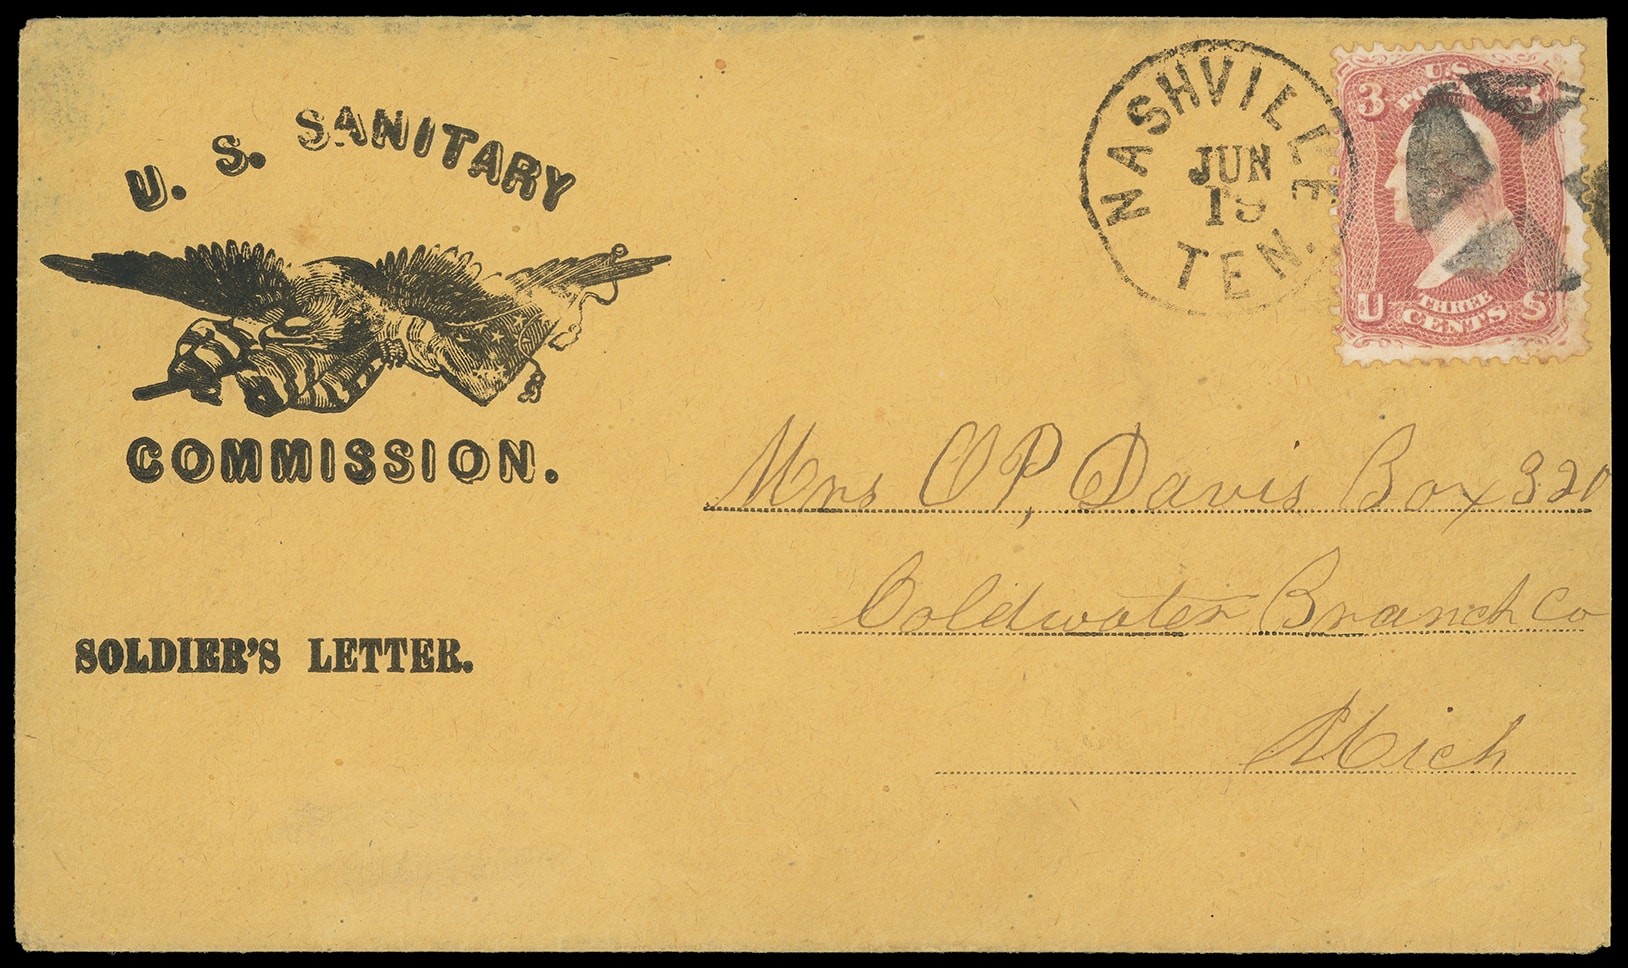 U. S. SANITARY
COMMISSION.
SOLDIER'S LETTER.
NASHVILLE
JUN
19
TEN.
U.S.
3 3
THREE
CENTS
U S
Mrs O P, Davis Box 320
Coldwater Branch Co
Mich